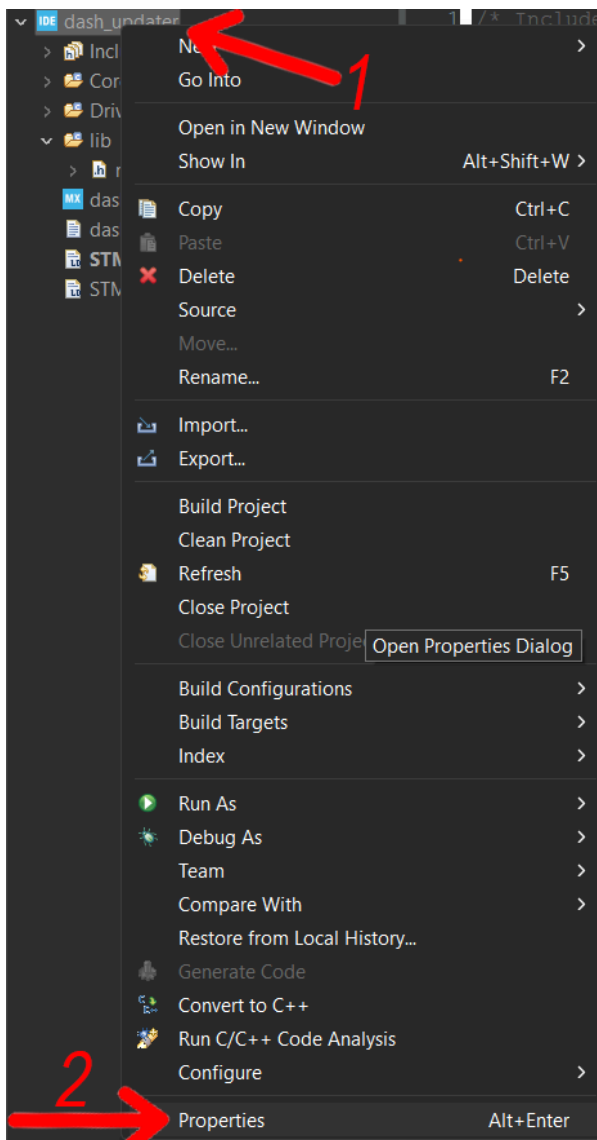 IDE dash_updater
1 /* Include
1
New
Incl
Go Into
Cor
Driv
Open in New Window
lib
Show In Alt+Shift+W
MX das
Copy Ctrl+C
das
Paste Ctrl+V
STM
Delete Delete
STM
Source
Move...
Rename... F2
Import...
Export...
Build Project
Clean Project
Refresh F5
Close Project
Close Unrelated Proje
Open Properties Dialog
Build Configurations
Build Targets
Index
Run As
Debug As
Team
Compare With
Restore from Local History...
Generate Code
Convert to C++
Run C/C++ Code Analysis
Configure
2
Properties Alt+Enter